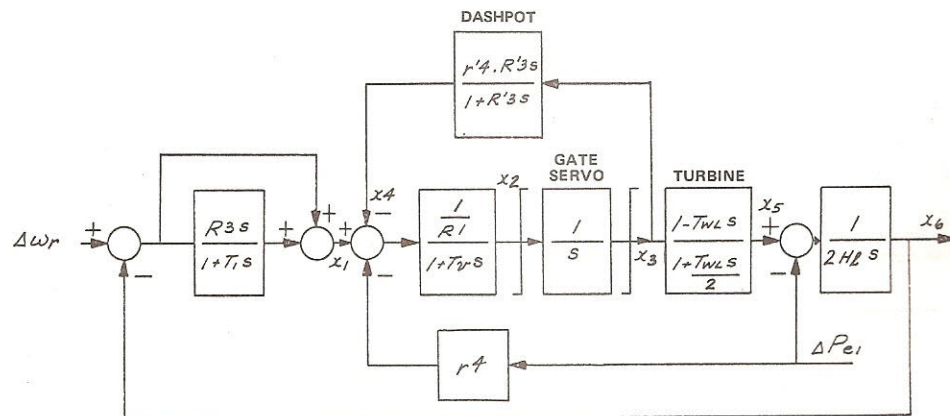 DASHPOT
r'4.R'3s
1+R'3s
GATE
SERVO
TURBINE
x4
x2
x5
x6
Δωr
+
−
R3s
1+T1s
+
+
x1
+
−
−
1
R1
1+Tvs
1
s
x3
1-TWLs
1+TWLs
2
+
−
1
2Hls
r4
ΔPe1